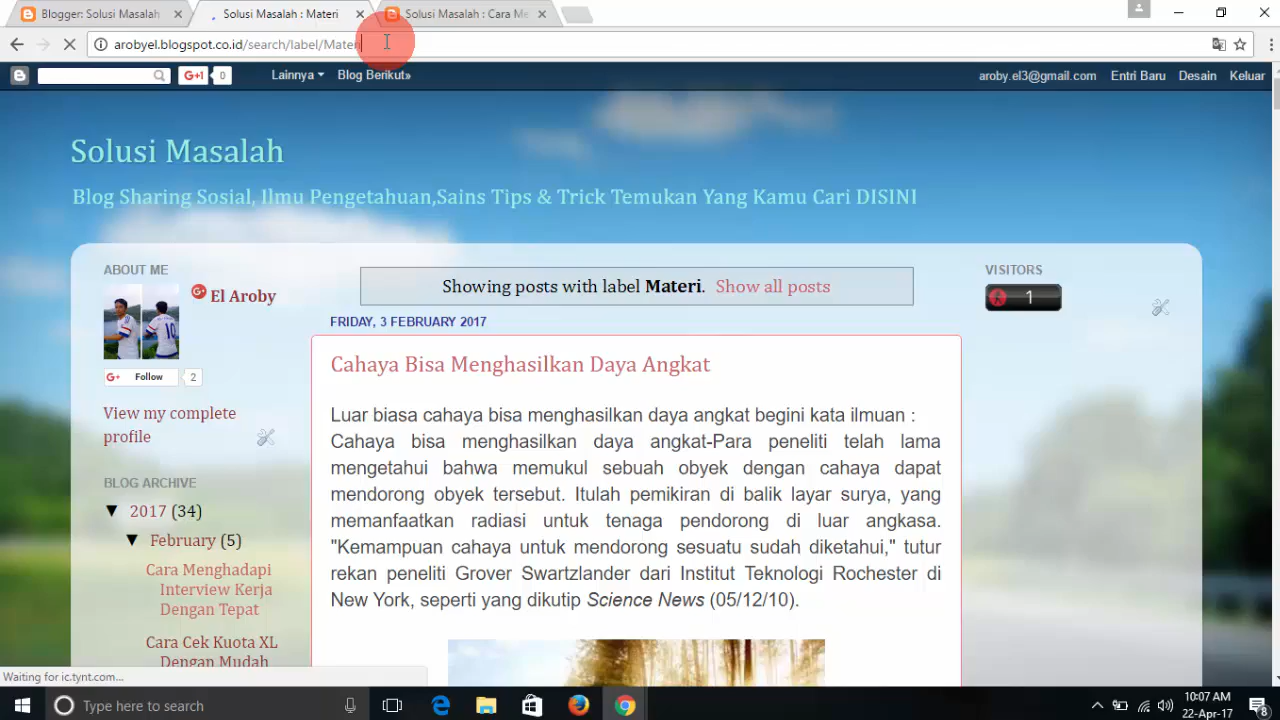 Blogger: Solusi Masalah
Solusi Masalah : Materi
Solusi Masalah : Cara Me
arobyel.blogspot.co.id/search/label/Materi
G+1 0
Lainnya
Blog Berikut»
aroby.el3@gmail.com
Entri Baru
Desain
Keluar
Solusi Masalah
Blog Sharing Sosial, Ilmu Pengetahuan,Sains Tips & Trick Temukan Yang Kamu Cari DISINI
ABOUT ME
El Aroby
10
G+ Follow 2
View my complete
profile
BLOG ARCHIVE
▼ 2017 (34)
▼ February (5)
Cara Menghadapi
Interview Kerja
Dengan Tepat
Cara Cek Kuota XL
Dengan Mudah
Showing posts with label Materi. Show all posts
FRIDAY, 3 FEBRUARY 2017
Cahaya Bisa Menghasilkan Daya Angkat
Luar biasa cahaya bisa menghasilkan daya angkat begini kata ilmuan :
Cahaya bisa menghasilkan daya angkat-Para peneliti telah lama
mengetahui bahwa memukul sebuah obyek dengan cahaya dapat
mendorong obyek tersebut. Itulah pemikiran di balik layar surya, yang
memanfaatkan radiasi untuk tenaga pendorong di luar angkasa.
"Kemampuan cahaya untuk mendorong sesuatu sudah diketahui," tutur
rekan peneliti Grover Swartzlander dari Institut Teknologi Rochester di
New York, seperti yang dikutip Science News (05/12/10).
VISITORS
1
Waiting for ic.tynt.com...
Type here to search
10:07 AM
22-Apr-17
8